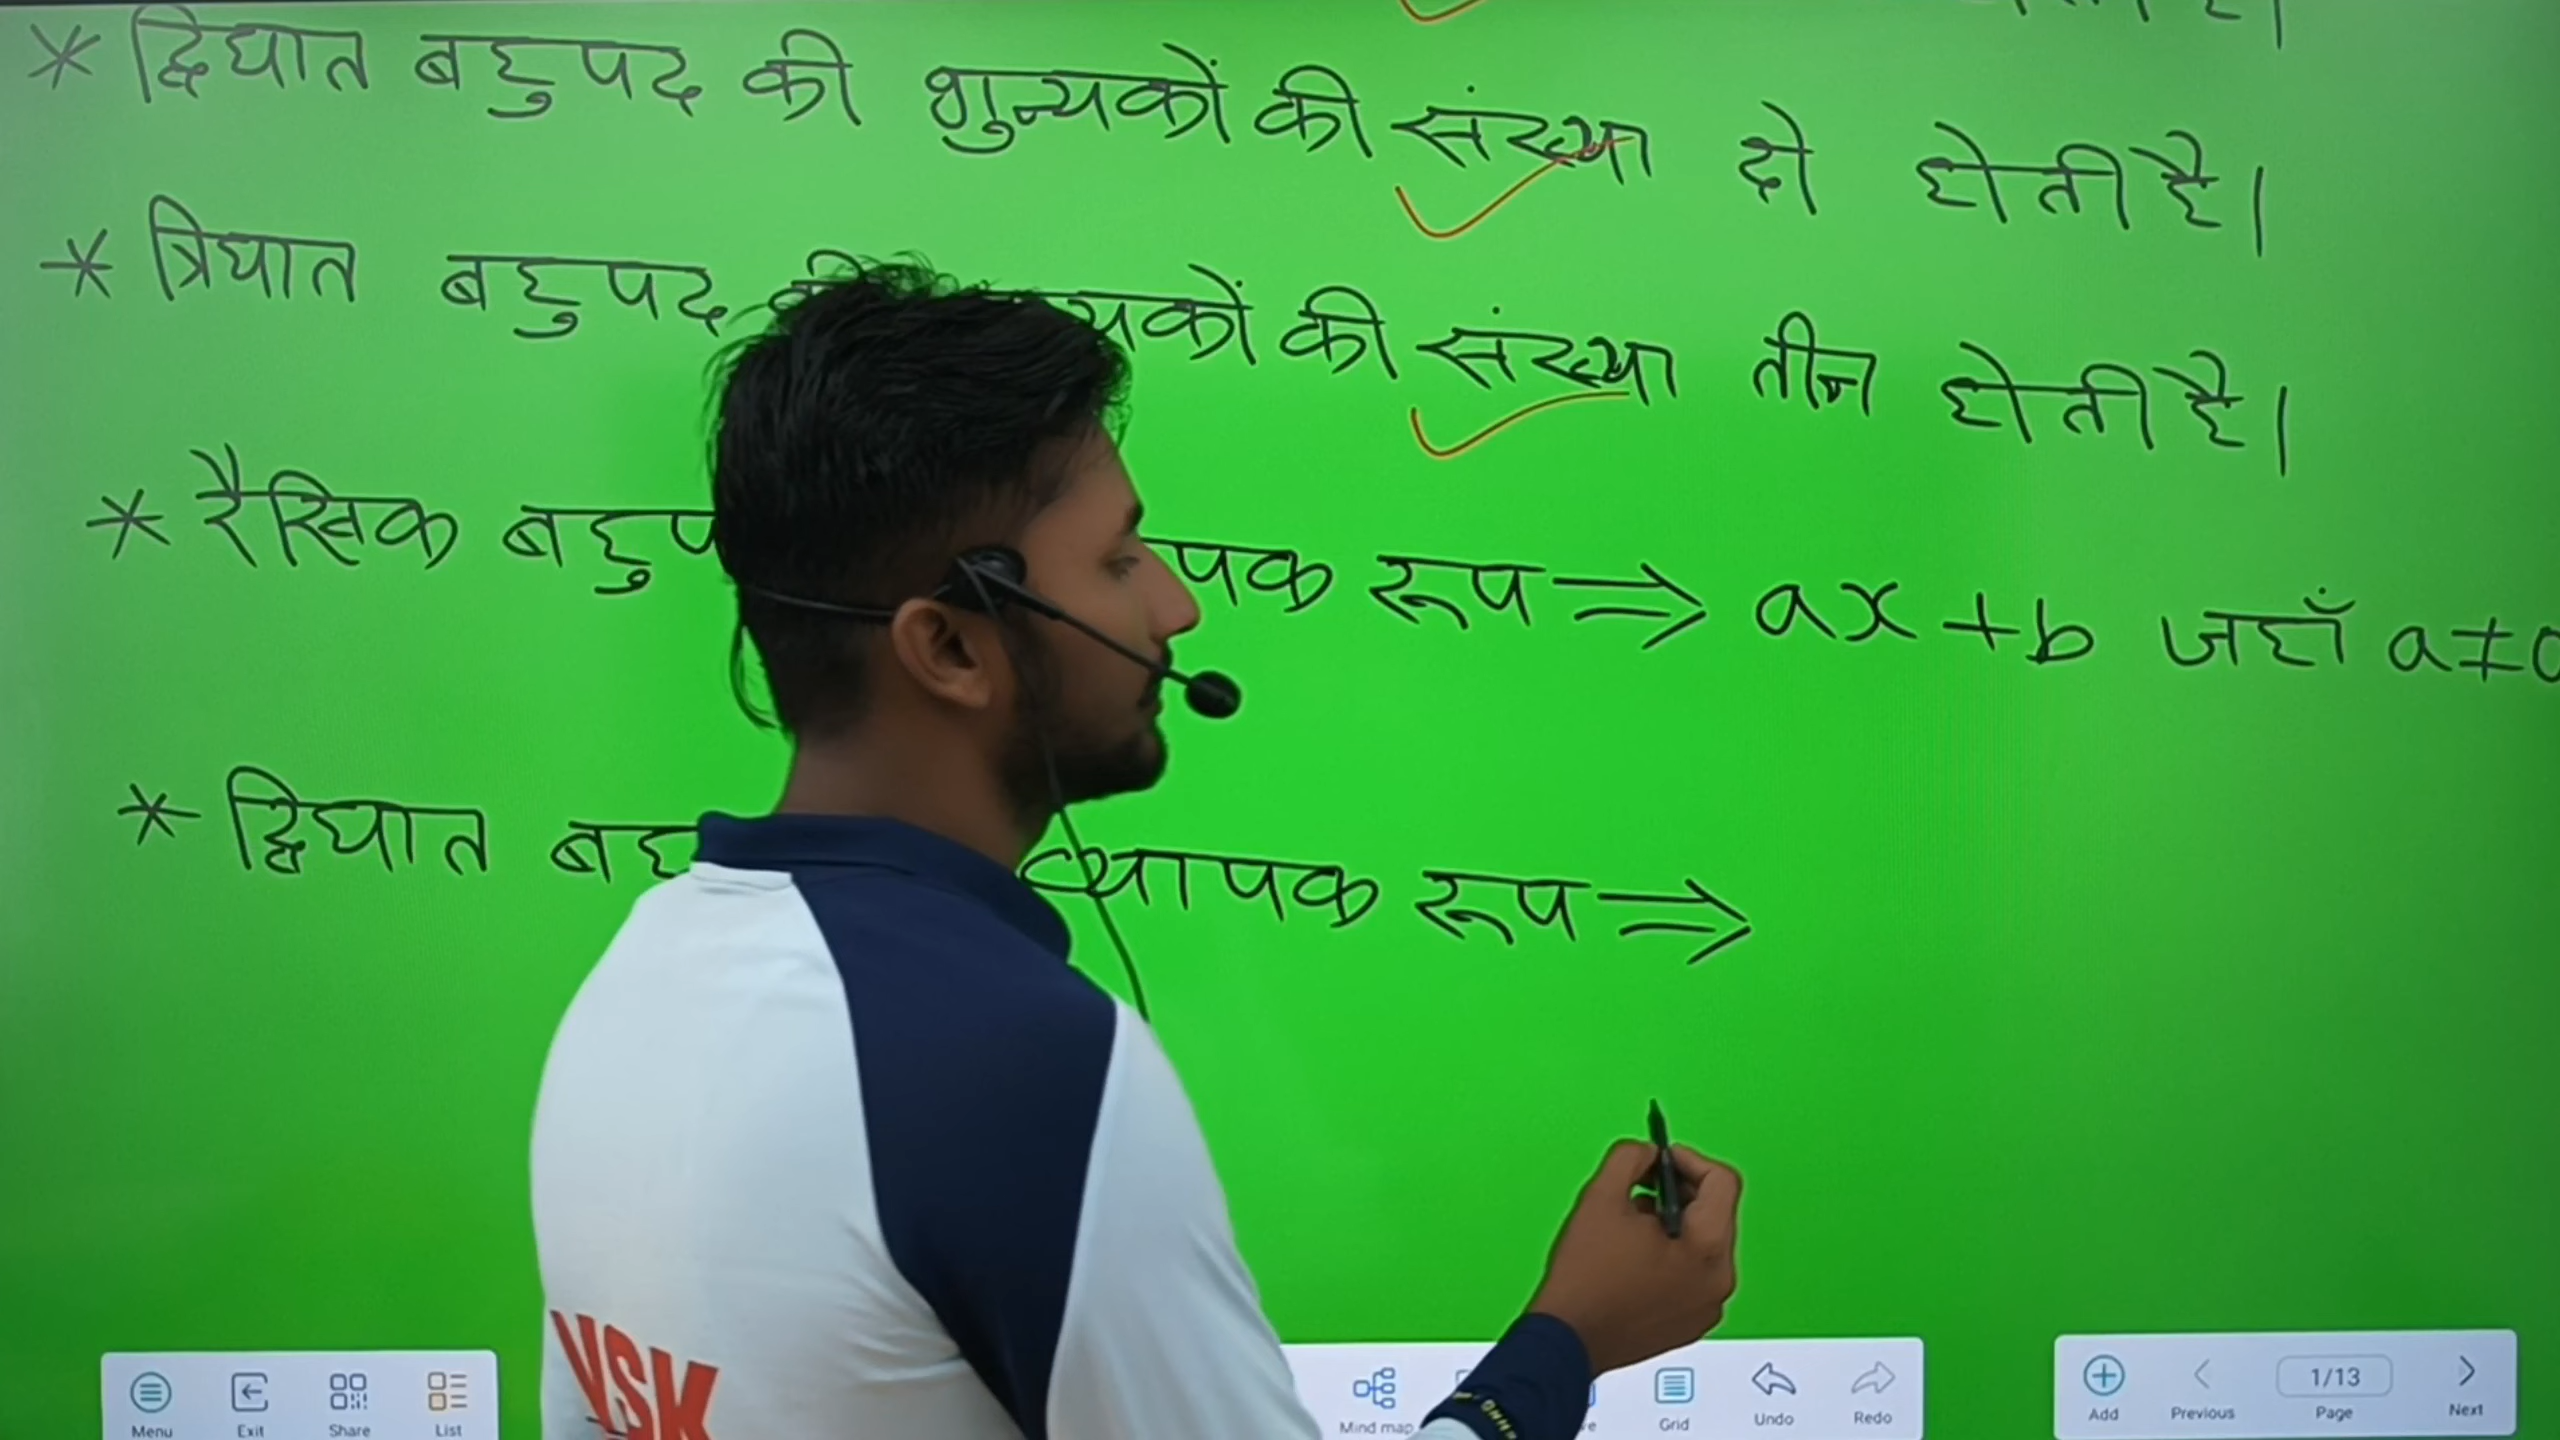 * द्विघात बहुपद की शुन्यकों की संख्या दो होती है।
* त्रिघात बहुपद की न्यकों की संख्या तीन होती है।
* रैखिक बहुप पक रूप ⇒ ax + b जहाँ a ≠ 0
* द्विघात बहु व्यापक रूप ⇒
VSK
Menu Exit Share List Mind map Grid Undo Redo Add Previous 1/13 Page Next